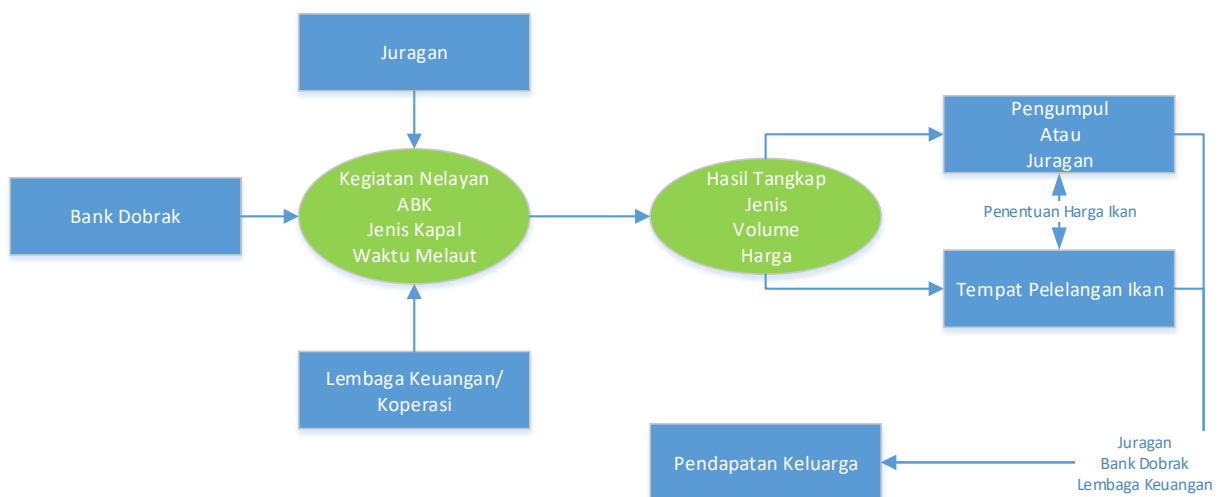 Juragan
Bank Dobrak
Kegiatan Nelayan
ABK
Jenis Kapal
Waktu Melaut
Lembaga Keuangan/
Koperasi
Hasil Tangkap
Jenis
Volume
Harga
Pengumpul
Atau
Juragan
Penentuan Harga Ikan
Tempat Pelelangan Ikan
Pendapatan Keluarga
Juragan
Bank Dobrak
Lembaga Keuangan